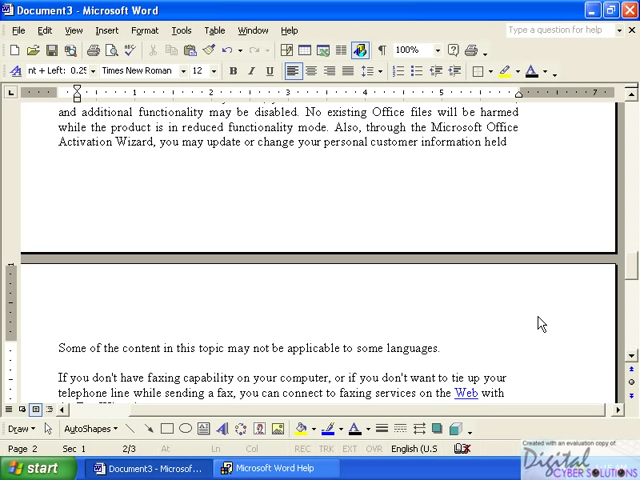 Document3 - Microsoft Word
File Edit View Insert Format Tools Table Window Help
Type a question for help
100%
nt + Left: 0.25 Times New Roman 12 B I U
1 2 3 4 5 6 7
and additional functionality may be disabled. No existing Office files will be harmed
while the product is in reduced functionality mode. Also, through the Microsoft Office
Activation Wizard, you may update or change your personal customer information held
Some of the content in this topic may not be applicable to some languages.
If you don't have faxing capability on your computer, or if you don't want to tie up your
telephone line while sending a fax, you can connect to faxing services on the Web with
Draw AutoShapes
Page 2 Sec 1 2/3 At Ln Col REC TRK EXT OVR English (U.S
start Document3 - Microsof... Microsoft Word Help
Created with an evaluation copy of
Digital
CYBER SOLUTIONS